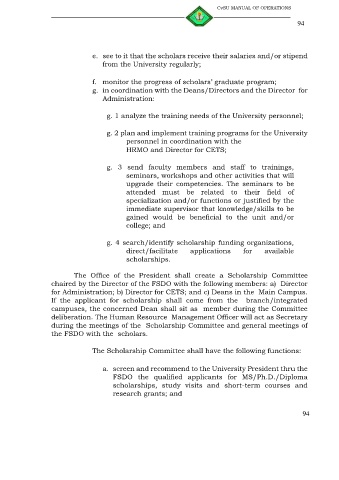 CvSU MANUAL OF OPERATIONS
94
e. see to it that the scholars receive their salaries and/or stipend
from the University regularly;
f. monitor the progress of scholars' graduate program;
g. in coordination with the Deans/Directors and the Director for
Administration:
g. 1 analyze the training needs of the University personnel;
g. 2 plan and implement training programs for the University
personnel in coordination with the
HRMO and Director for CETS;
g. 3 send faculty members and staff to trainings,
seminars, workshops and other activities that will
upgrade their competencies. The seminars to be
attended must be related to their field of
specialization and/or functions or justified by the
immediate supervisor that knowledge/skills to be
gained would be beneficial to the unit and/or
college; and
g. 4 search/identify scholarship funding organizations,
direct/facilitate applications for available
scholarships.
The Office of the President shall create a Scholarship Committee
chaired by the Director of the FSDO with the following members: a) Director
for Administration; b) Director for CETS; and c) Deans in the Main Campus.
If the applicant for scholarship shall come from the branch/integrated
campuses, the concerned Dean shall sit as member during the Committee
deliberation. The Human Resource Management Officer will act as Secretary
during the meetings of the Scholarship Committee and general meetings of
the FSDO with the scholars.
The Scholarship Committee shall have the following functions:
a. screen and recommend to the University President thru the
FSDO the qualified applicants for MS/Ph.D./Diploma
scholarships, study visits and short-term courses and
research grants; and
94